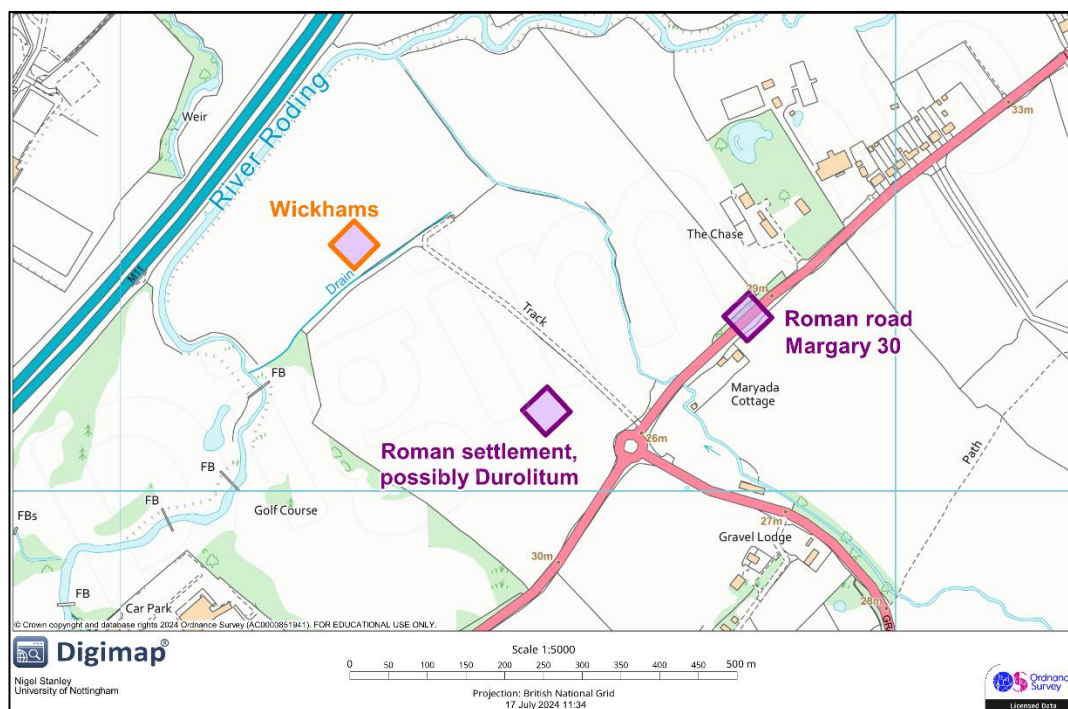 Weir
River Roding
M11
Wickhams
Drain
33m
The Chase
29m
Track
Roman road
Margary 30
Maryada
Cottage
Roman settlement,
possibly Durolitum
26m
FB
FB
FB
FBs
FB
Golf Course
Path
27m
Gravel Lodge
30m
28m
Car Park
© Crown copyright and database rights 2024 Ordnance Survey (AC0000851941). FOR EDUCATIONAL USE ONLY.
Digimap®
Nigel Stanley
University of Nottingham
Scale 1:5000
0 50 100 150 200 250 300 350 400 450 500 m
Projection: British National Grid
17 July 2024 11:34
Ordnance
Survey
Licensed Data